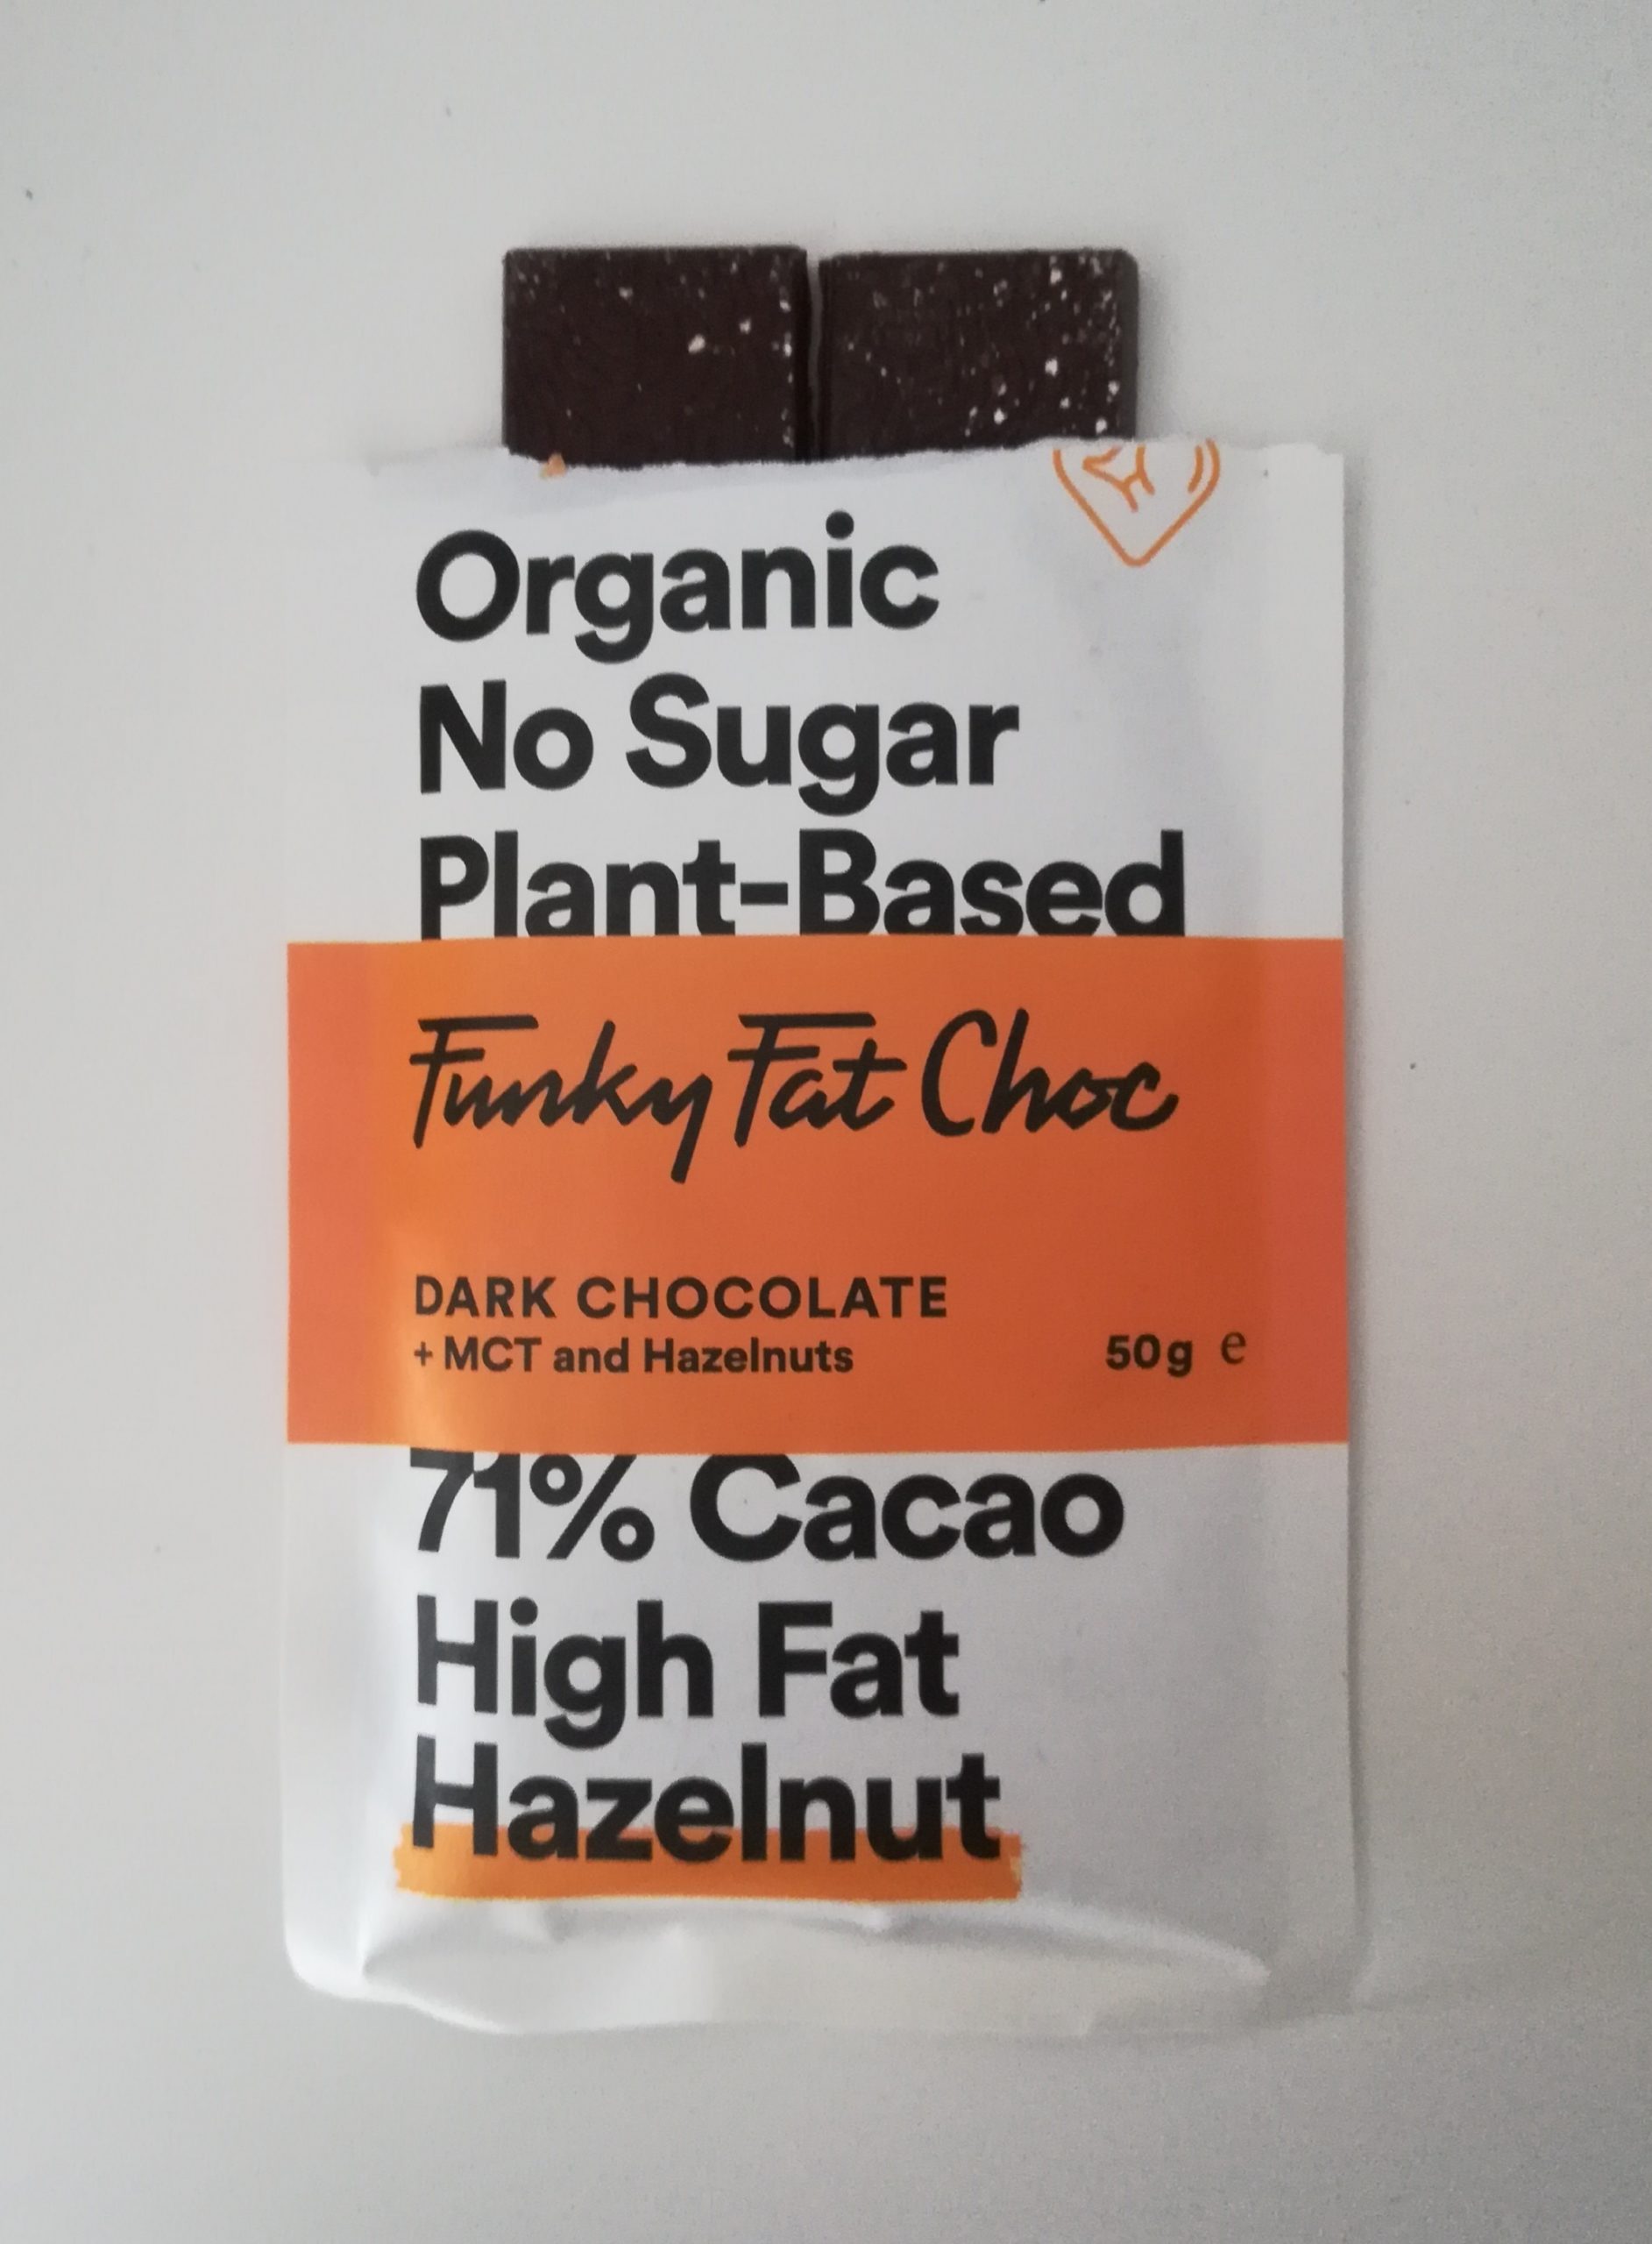 Organic
No Sugar
Plant-Based
Funky Fat Choc
DARK CHOCOLATE
+ MCT and Hazelnuts
50g e
71% Cacao
High Fat
Hazelnut